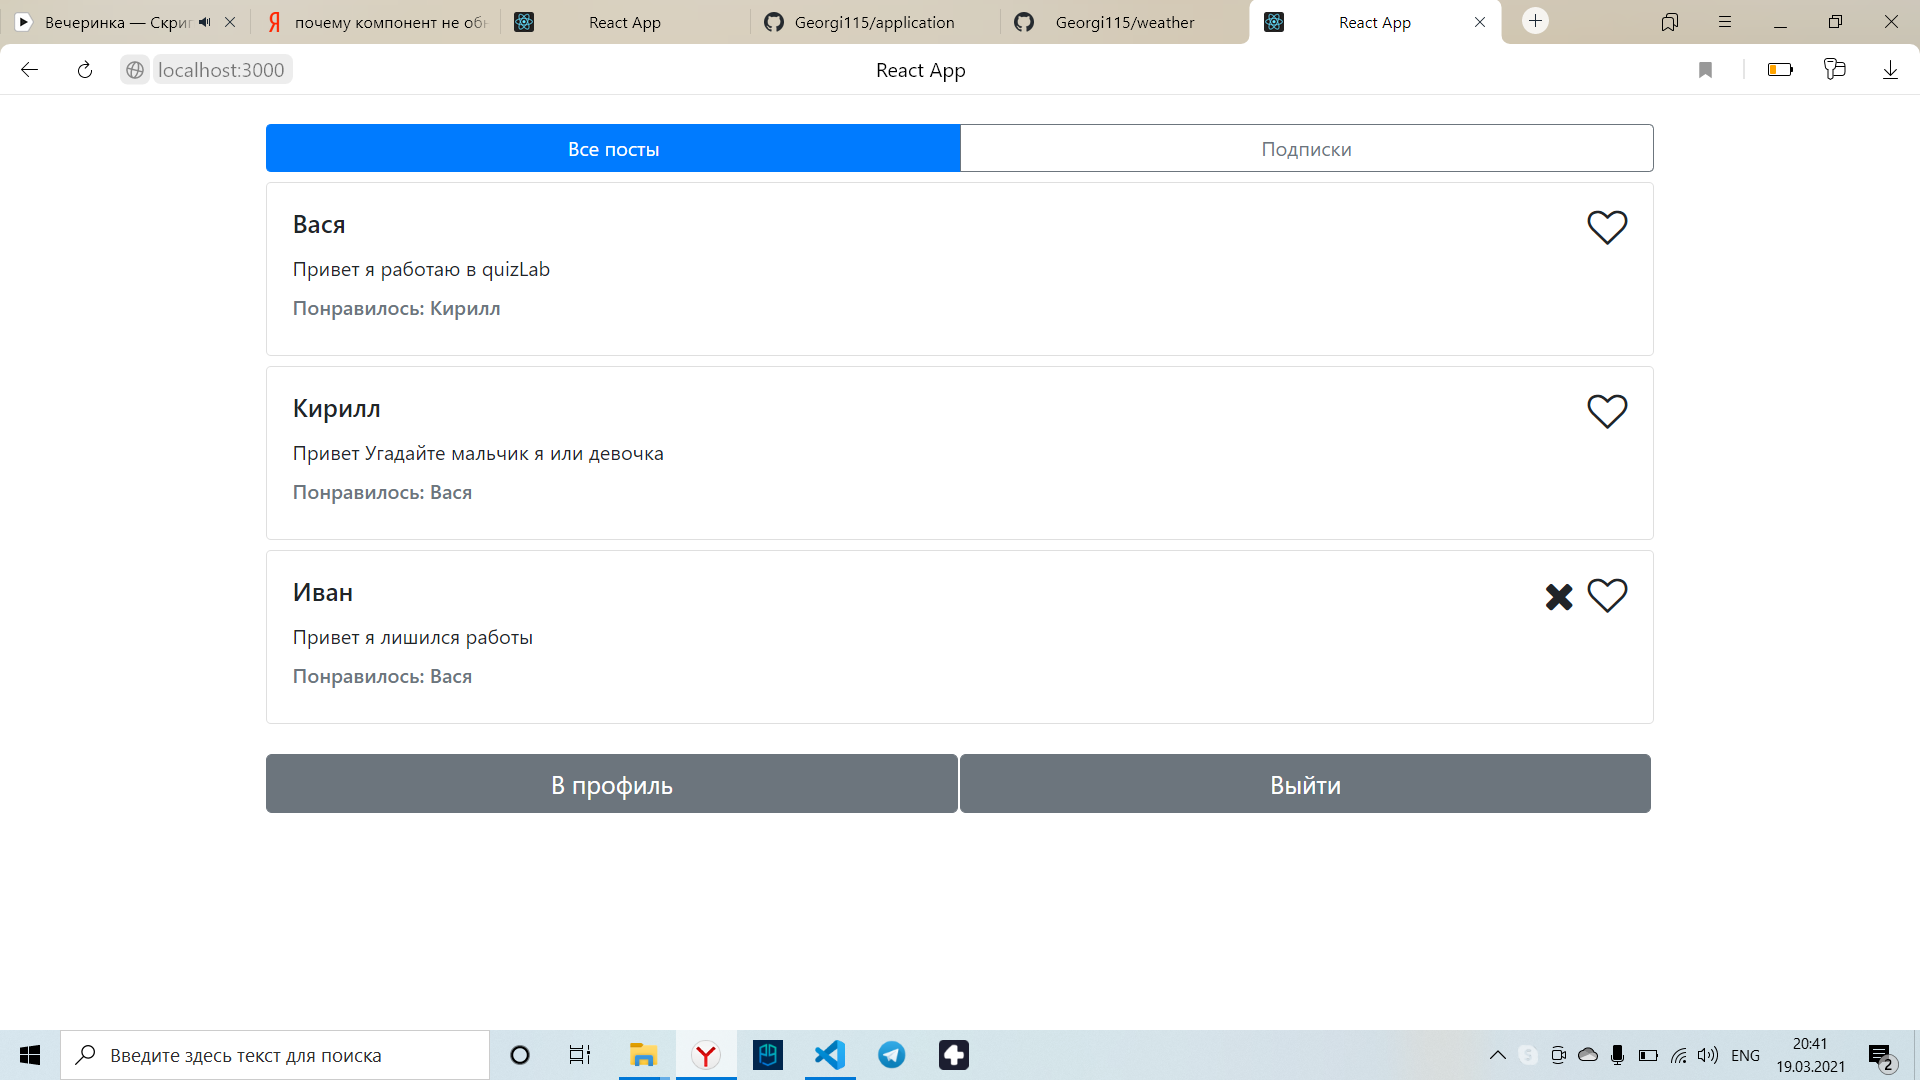 Вечеринка — Скрип
почему компонент не обн
React App
Georgi115/application
Georgi115/weather
React App
localhost:3000
React App
Все посты
Подписки
Вася
Привет я работаю в quizLab
Понравилось: Кирилл
Кирилл
Привет Угадайте мальчик я или девочка
Понравилось: Вася
Иван
Привет я лишился работы
Понравилось: Вася
В профиль
Выйти
Введите здесь текст для поиска
ENG
20:41
19.03.2021
2